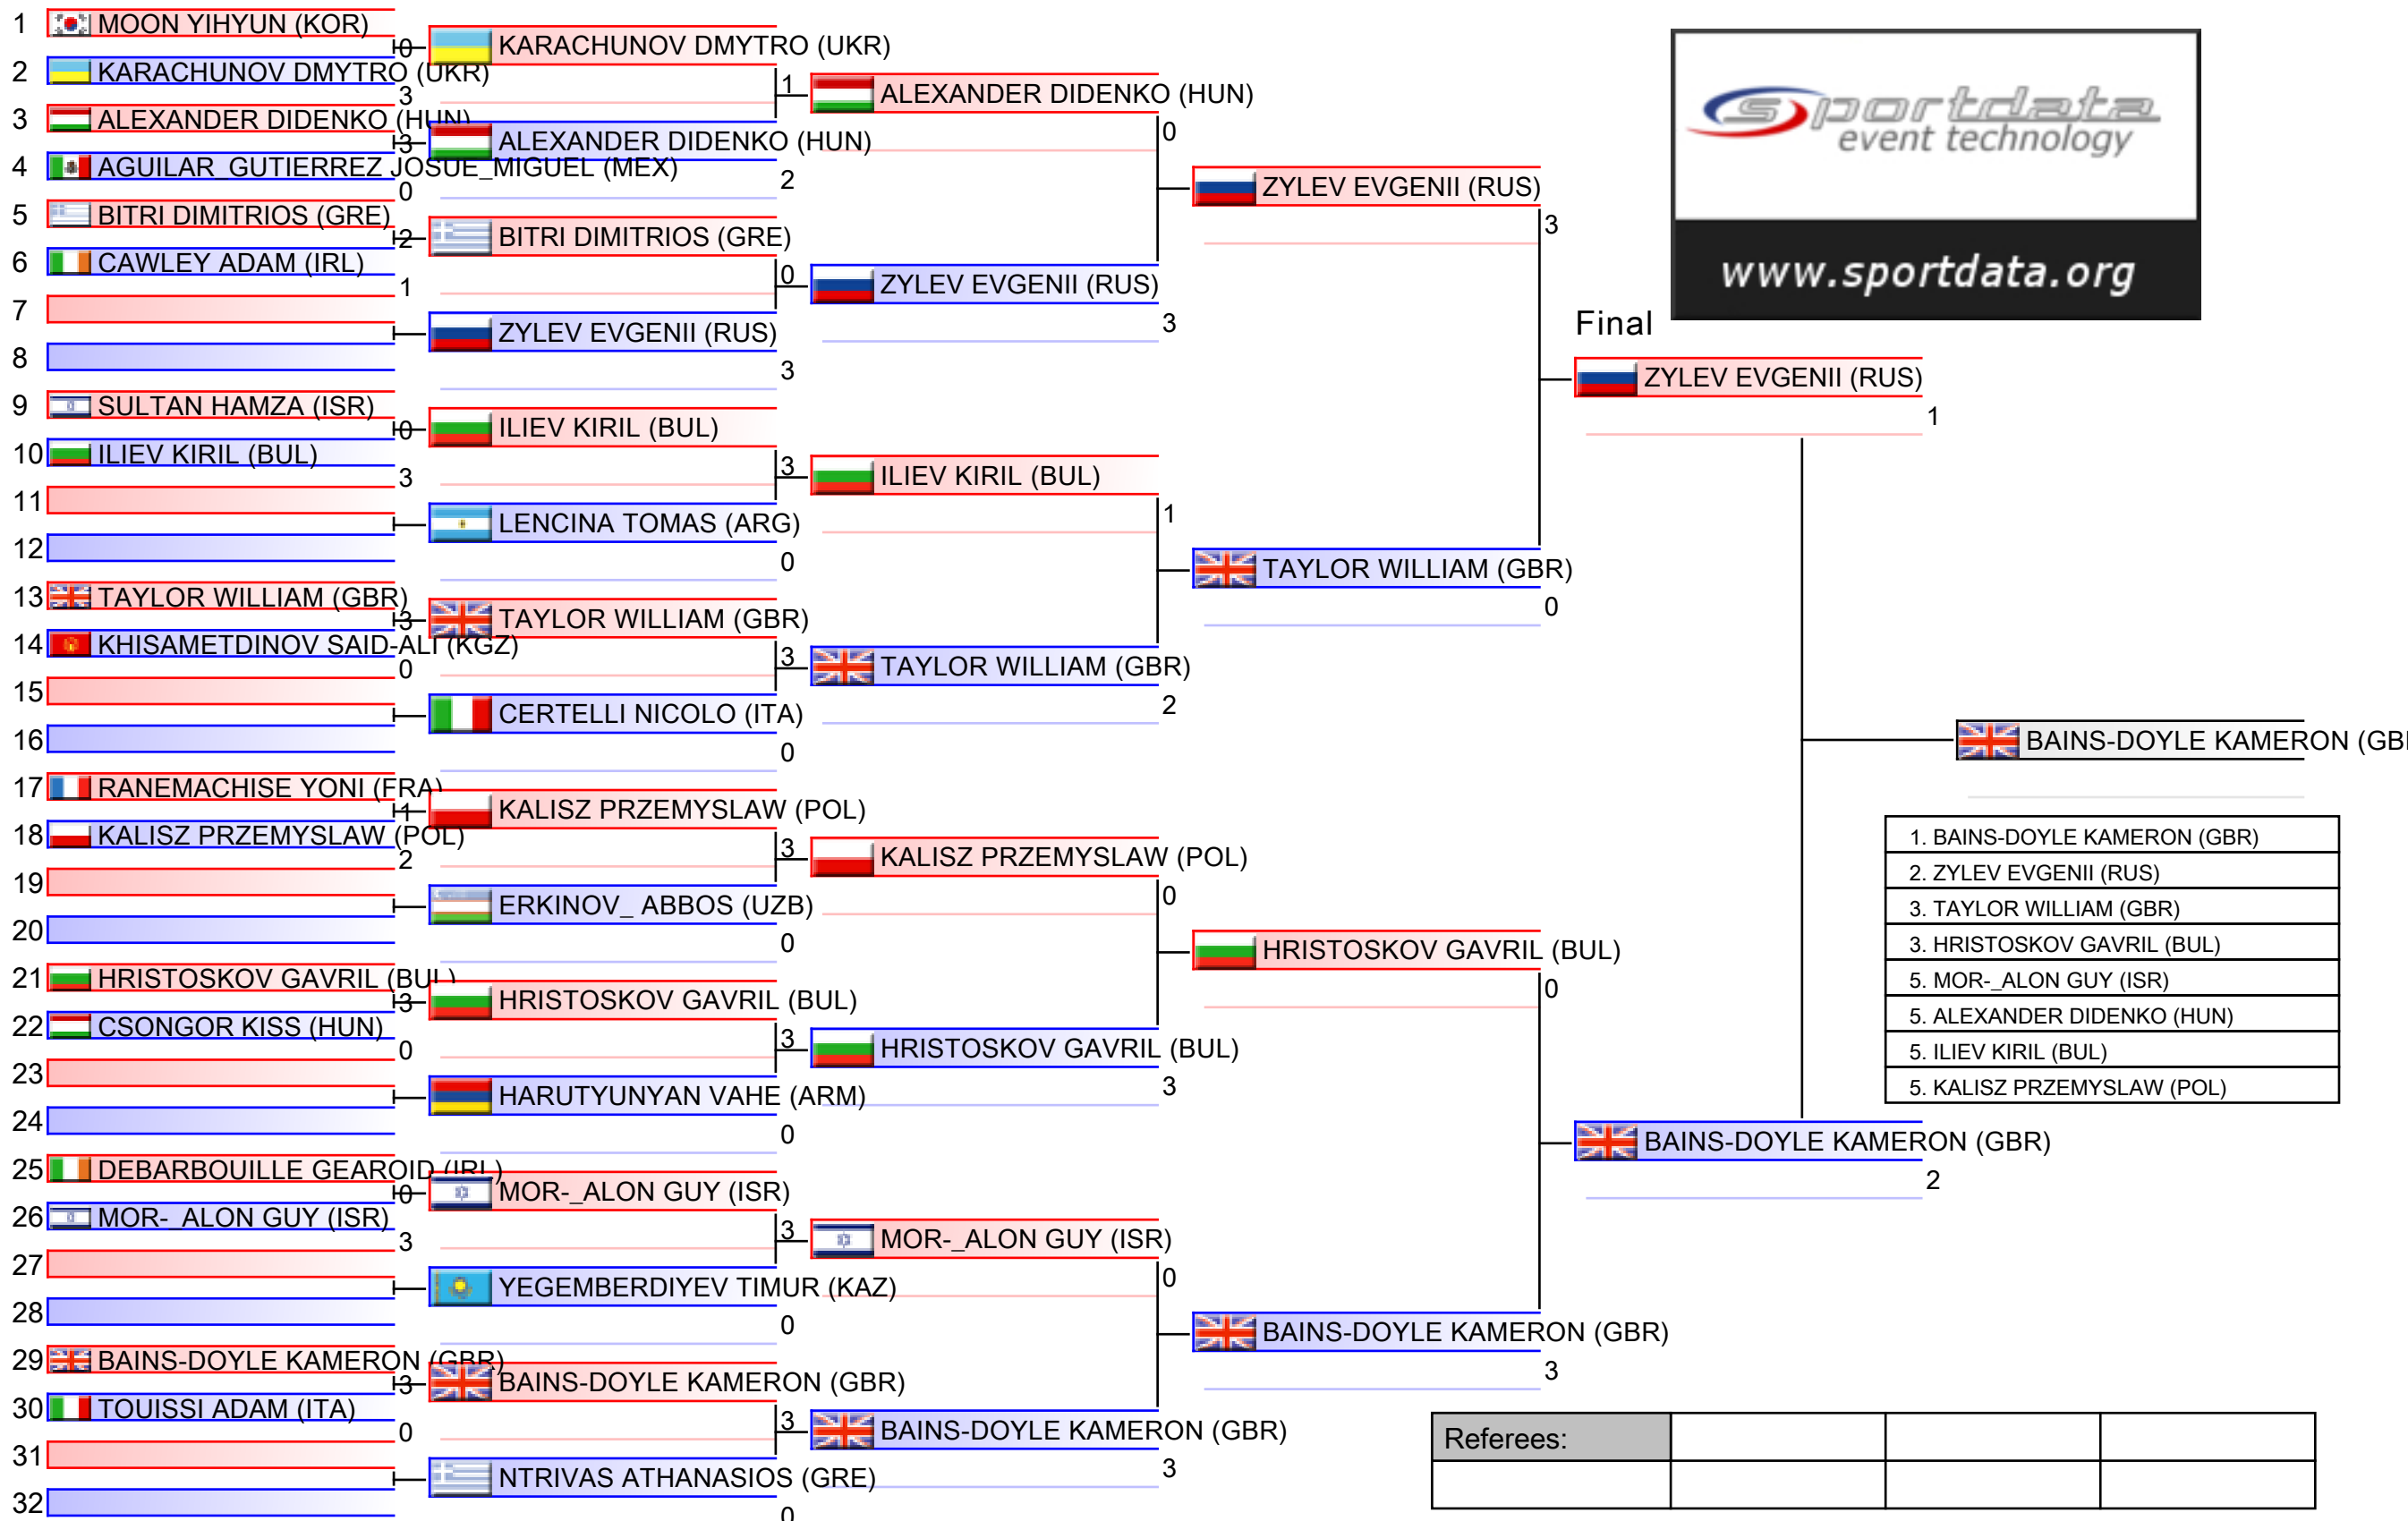 1 MOON YIHYUN (KOR)
0
2 KARACHUNOV DMYTRO (UKR)
3
3 ALEXANDER DIDENKO (HUN)
3
4 AGUILAR_GUTIERREZ JOSUE_MIGUEL (MEX)
0
5 BITRI DIMITRIOS (GRE)
2
6 CAWLEY ADAM (IRL)
1
7
8
9 SULTAN HAMZA (ISR)
0
10 ILIEV KIRIL (BUL)
3
11
12
13 TAYLOR WILLIAM (GBR)
3
14 KHISAMETDINOV SAID-ALI (KGZ)
0
15
16
17 RANEMACHISE YONI (FRA)
1
18 KALISZ PRZEMYSLAW (POL)
2
19
20
21 HRISTOSKOV GAVRIL (BUL)
3
22 CSONGOR KISS (HUN)
0
23
24
25 DEBARBOUILLE GEAROID (IRL)
0
26 MOR-_ALON GUY (ISR)
3
27
28
29 BAINS-DOYLE KAMERON (GBR)
3
30 TOUISSI ADAM (ITA)
0
31
32
KARACHUNOV DMYTRO (UKR)
1
ALEXANDER DIDENKO (HUN)
2
BITRI DIMITRIOS (GRE)
0
ZYLEV EVGENII (RUS)
3
ILIEV KIRIL (BUL)
3
LENCINA TOMAS (ARG)
0
TAYLOR WILLIAM (GBR)
3
CERTELLI NICOLO (ITA)
0
KALISZ PRZEMYSLAW (POL)
3
ERKINOV_ ABBOS (UZB)
0
HRISTOSKOV GAVRIL (BUL)
3
HARUTYUNYAN VAHE (ARM)
0
MOR-_ALON GUY (ISR)
3
YEGEMBERDIYEV TIMUR (KAZ)
0
BAINS-DOYLE KAMERON (GBR)
3
NTRIVAS ATHANASIOS (GRE)
0
ALEXANDER DIDENKO (HUN)
0
ZYLEV EVGENII (RUS)
3
ILIEV KIRIL (BUL)
1
TAYLOR WILLIAM (GBR)
2
KALISZ PRZEMYSLAW (POL)
0
HRISTOSKOV GAVRIL (BUL)
3
MOR-_ALON GUY (ISR)
0
BAINS-DOYLE KAMERON (GBR)
3
ZYLEV EVGENII (RUS)
3
TAYLOR WILLIAM (GBR)
0
HRISTOSKOV GAVRIL (BUL)
0
BAINS-DOYLE KAMERON (GBR)
3
sportdata
event technology
www.sportdata.org
Final
ZYLEV EVGENII (RUS)
1
BAINS-DOYLE KAMERON (GBR)
2
BAINS-DOYLE KAMERON (GB
1. BAINS-DOYLE KAMERON (GBR)
2. ZYLEV EVGENII (RUS)
3. TAYLOR WILLIAM (GBR)
3. HRISTOSKOV GAVRIL (BUL)
5. MOR-_ALON GUY (ISR)
5. ALEXANDER DIDENKO (HUN)
5. ILIEV KIRIL (BUL)
5. KALISZ PRZEMYSLAW (POL)
Referees: